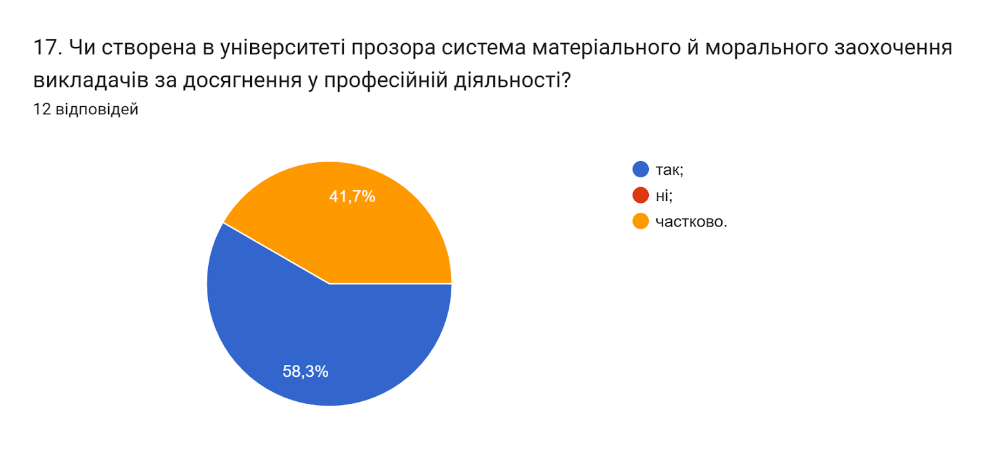 17. Чи створена в університеті прозора система матеріального й морального заохочення
викладачів за досягнення у професійній діяльності?
12 відповідей
41,7%
58,3%
так;
ні;
частково.